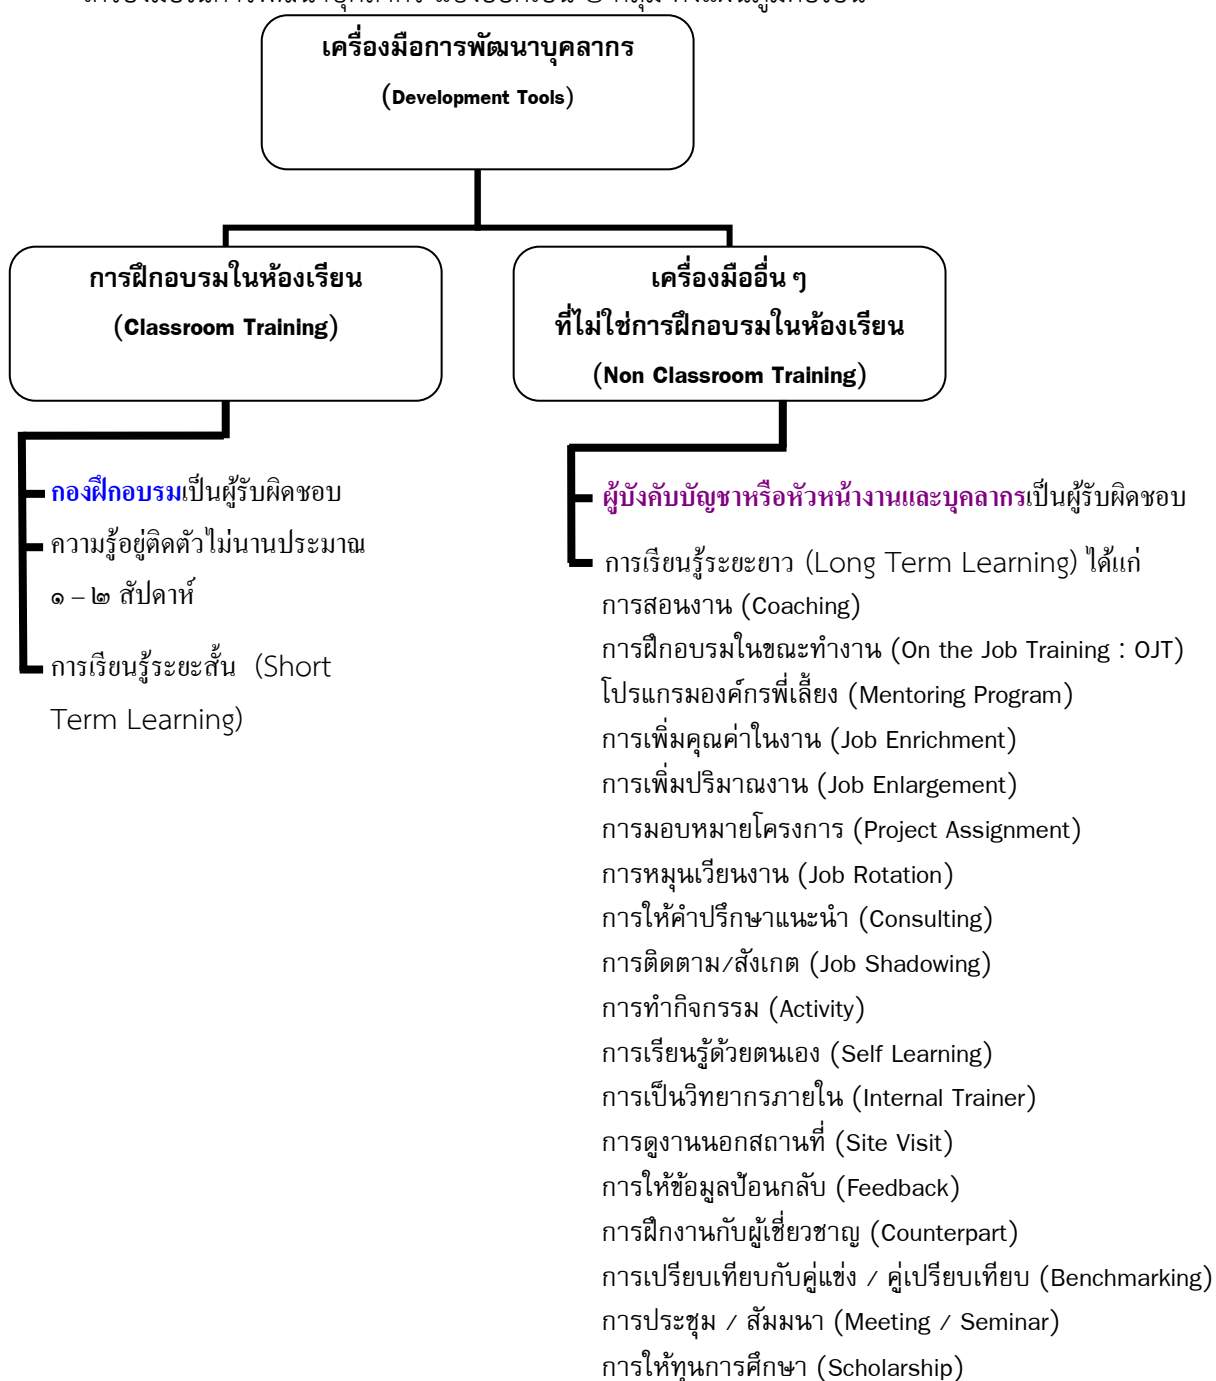 เครื่องมือการพัฒนาบุคลากร
(Development Tools)
การฝึกอบรมในห้องเรียน
(Classroom Training)
เครื่องมืออื่น ๆ
ที่ไม่ใช่การฝึกอบรมในห้องเรียน
(Non Classroom Training)
กองฝึกอบรมเป็นผู้รับผิดชอบ
ความรู้อยู่ติดตัวไม่นานประมาณ
๑ – ๒ สัปดาห์
การเรียนรู้ระยะสั้น (Short
Term Learning)
ผู้บังคับบัญชาหรือหัวหน้างานและบุคลากรเป็นผู้รับผิดชอบ
การเรียนรู้ระยะยาว (Long Term Learning) ได้แก่
การสอนงาน (Coaching)
การฝึกอบรมในขณะทำงาน (On the Job Training : OJT)
โปรแกรมองค์กรพี่เลี้ยง (Mentoring Program)
การเพิ่มคุณค่าในงาน (Job Enrichment)
การเพิ่มปริมาณงาน (Job Enlargement)
การมอบหมายโครงการ (Project Assignment)
การหมุนเวียนงาน (Job Rotation)
การให้คำปรึกษาแนะนำ (Consulting)
การติดตาม/สังเกต (Job Shadowing)
การทำกิจกรรม (Activity)
การเรียนรู้ด้วยตนเอง (Self Learning)
การเป็นวิทยากรภายใน (Internal Trainer)
การดูงานนอกสถานที่ (Site Visit)
การให้ข้อมูลป้อนกลับ (Feedback)
การฝึกงานกับผู้เชี่ยวชาญ (Counterpart)
การเปรียบเทียบกับคู่แข่ง / คู่เปรียบเทียบ (Benchmarking)
การประชุม / สัมมนา (Meeting / Seminar)
การให้ทุนการศึกษา (Scholarship)